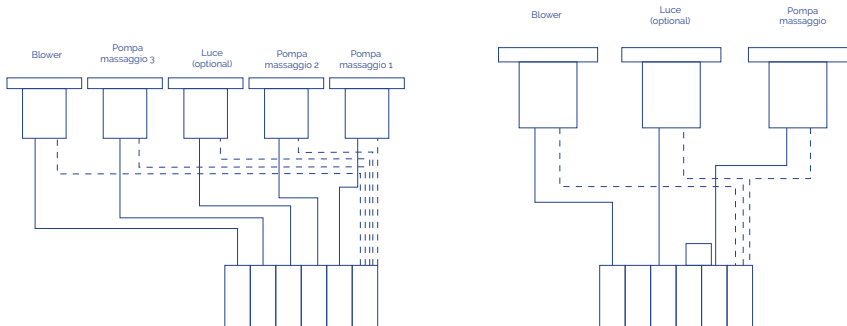 Blower
Pompa
massaggio 3
Luce
(optional)
Pompa
massaggio 2
Pompa
massaggio 1
Blower
Luce
(optional)
Pompa
massaggio